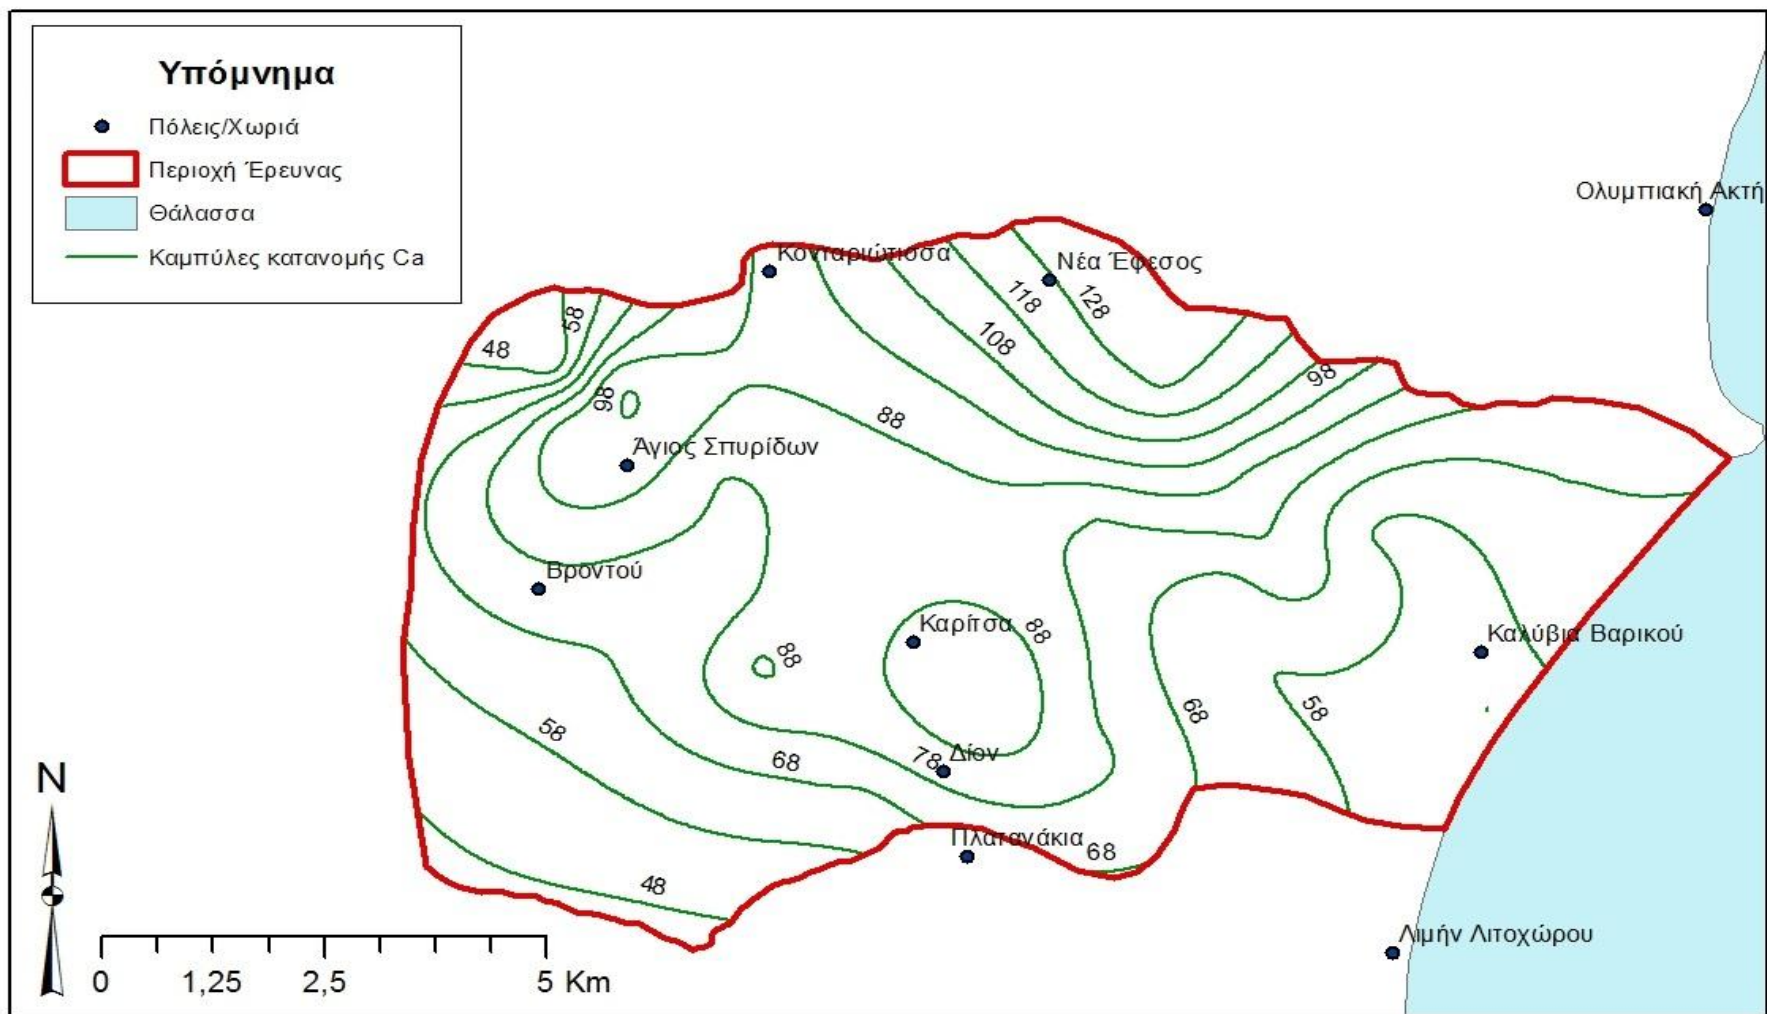 Υπόμνημα
Πόλεις/Χωριά
Περιοχή Έρευνας
Θάλασσα
Καμπύλες κατανομής Ca
Ολυμπιακή Ακτή
Κονταριώτισσα
Νέα Έφεσος
118
128
58
108
48
98
98
88
Άγιος Σπυρίδων
Βροντού
Καρίτσα
88
Καλύβια Βαρικού
88
68
58
58
68
78
Δίον
Πλατανάκια
68
48
Λιμήν Λιτοχώρου
N
0 1,25 2,5 5 Km